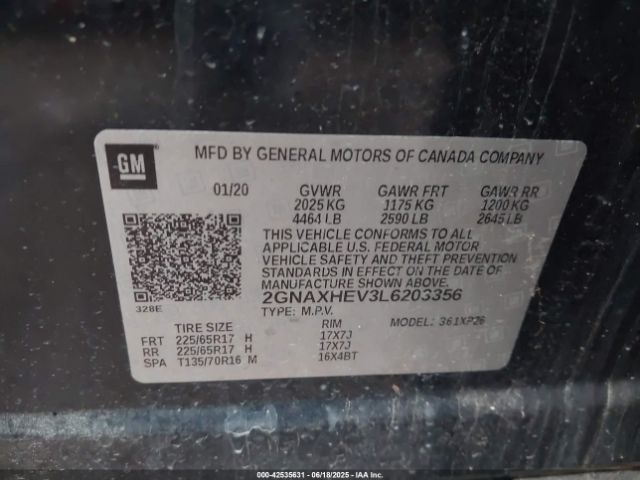 GM
MFD BY GENERAL MOTORS OF CANADA COMPANY
01/20 GVWR GAWR FRT GAWR RR
2025 KG 1175 KG 1200 KG
4464 LB 2590 LB 2645 LB
THIS VEHICLE CONFORMS TO ALL
APPLICABLE U.S. FEDERAL MOTOR
VEHICLE SAFETY AND THEFT PREVENTION
STANDARDS IN EFFECT ON THE DATE OF
MANUFACTURE SHOWN ABOVE.
2GNAXHEV3L6203356
328E
TYPE: M.P.V. MODEL: 361XP26
TIRE SIZE RIM
FRT 225/65R17 H 17X7J
RR 225/65R17 H 17X7J
SPA T135/70R16 M 16X4BT
000-42535631 - 06/18/2025 - IAA Inc.